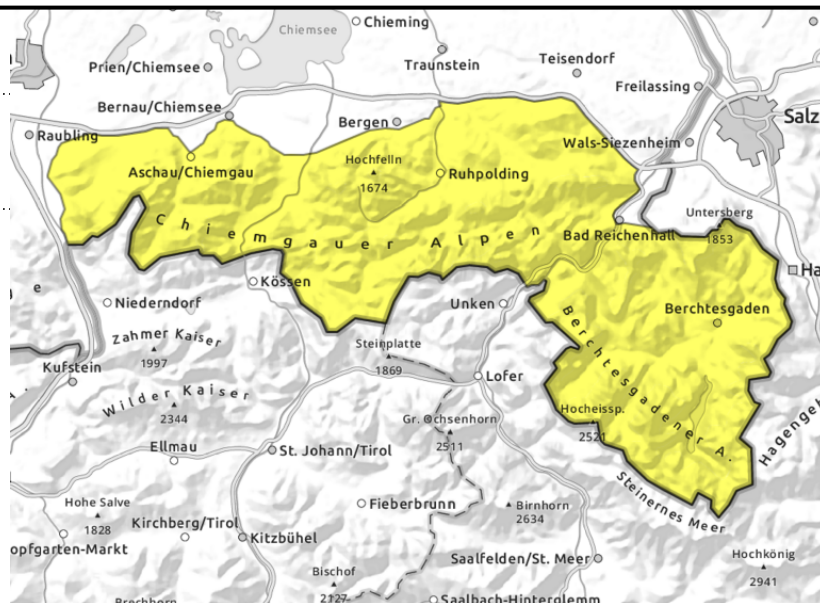 Chiemsee
Chieming
Prien/Chiemsee
Traunstein
Teisendorf
Freilassing
Bernau/Chiemsee
Salz
Raubling
Bergen
Wals-Siezenheim
Hochfelln
1674
Aschau/Chiemgau
Ruhpolding
Chiemgauer Alpen
Untersberg
1853
Bad Reichenhall
Ha
Kössen
g e
Niederndorf
Unken
Berchtesgaden
Zahmer Kaiser
1997
Steinplatte
1869
Berchtesgadener A.
Kufstein
Lofer
Wilder Kaiser
2344
Hocheissp.
2521
Gr. Ochsenhorn
2511
Hagengeb
Ellmau
St. Johann/Tirol
Steinernes Meer
Hohe Salve
1828
Fieberbrunn
Birnhorn
2634
Kirchberg/Tirol
Kitzbühel
opfgarten-Markt
Saalfelden/St. Meer
Hochkönig
2941
Bischof
2127
Brechhorn
Saalbach-Hinterglemm